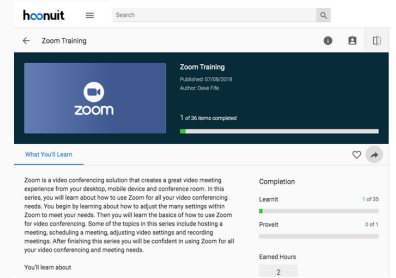 hoonuit
Search
Zoom Training
Zoom Training
Published: 07/08/2018
Author: Dave Fife
zoom
1 of 36 items completed
What You'll Learn
Zoom is a video conferencing solution that creates a great video meeting
experience from your desktop, mobile device and conference room. In this
series, you will learn about how to use Zoom for all your video conferencing
needs. You begin by learning about how to adjust the many settings within
Zoom to meet your needs. Then you will learn the basics of how to use Zoom
for video conferencing. Some of the topics in this series include hosting a
meeting, scheduling a meeting, adjusting video settings and recording
meetings. After finishing this series you will be confident in using Zoom for all
your video conferencing and meeting needs.
You'll learn about
Completion
LearnIt
1 of 35
ProveIt
0 of 1
Earned Hours
2